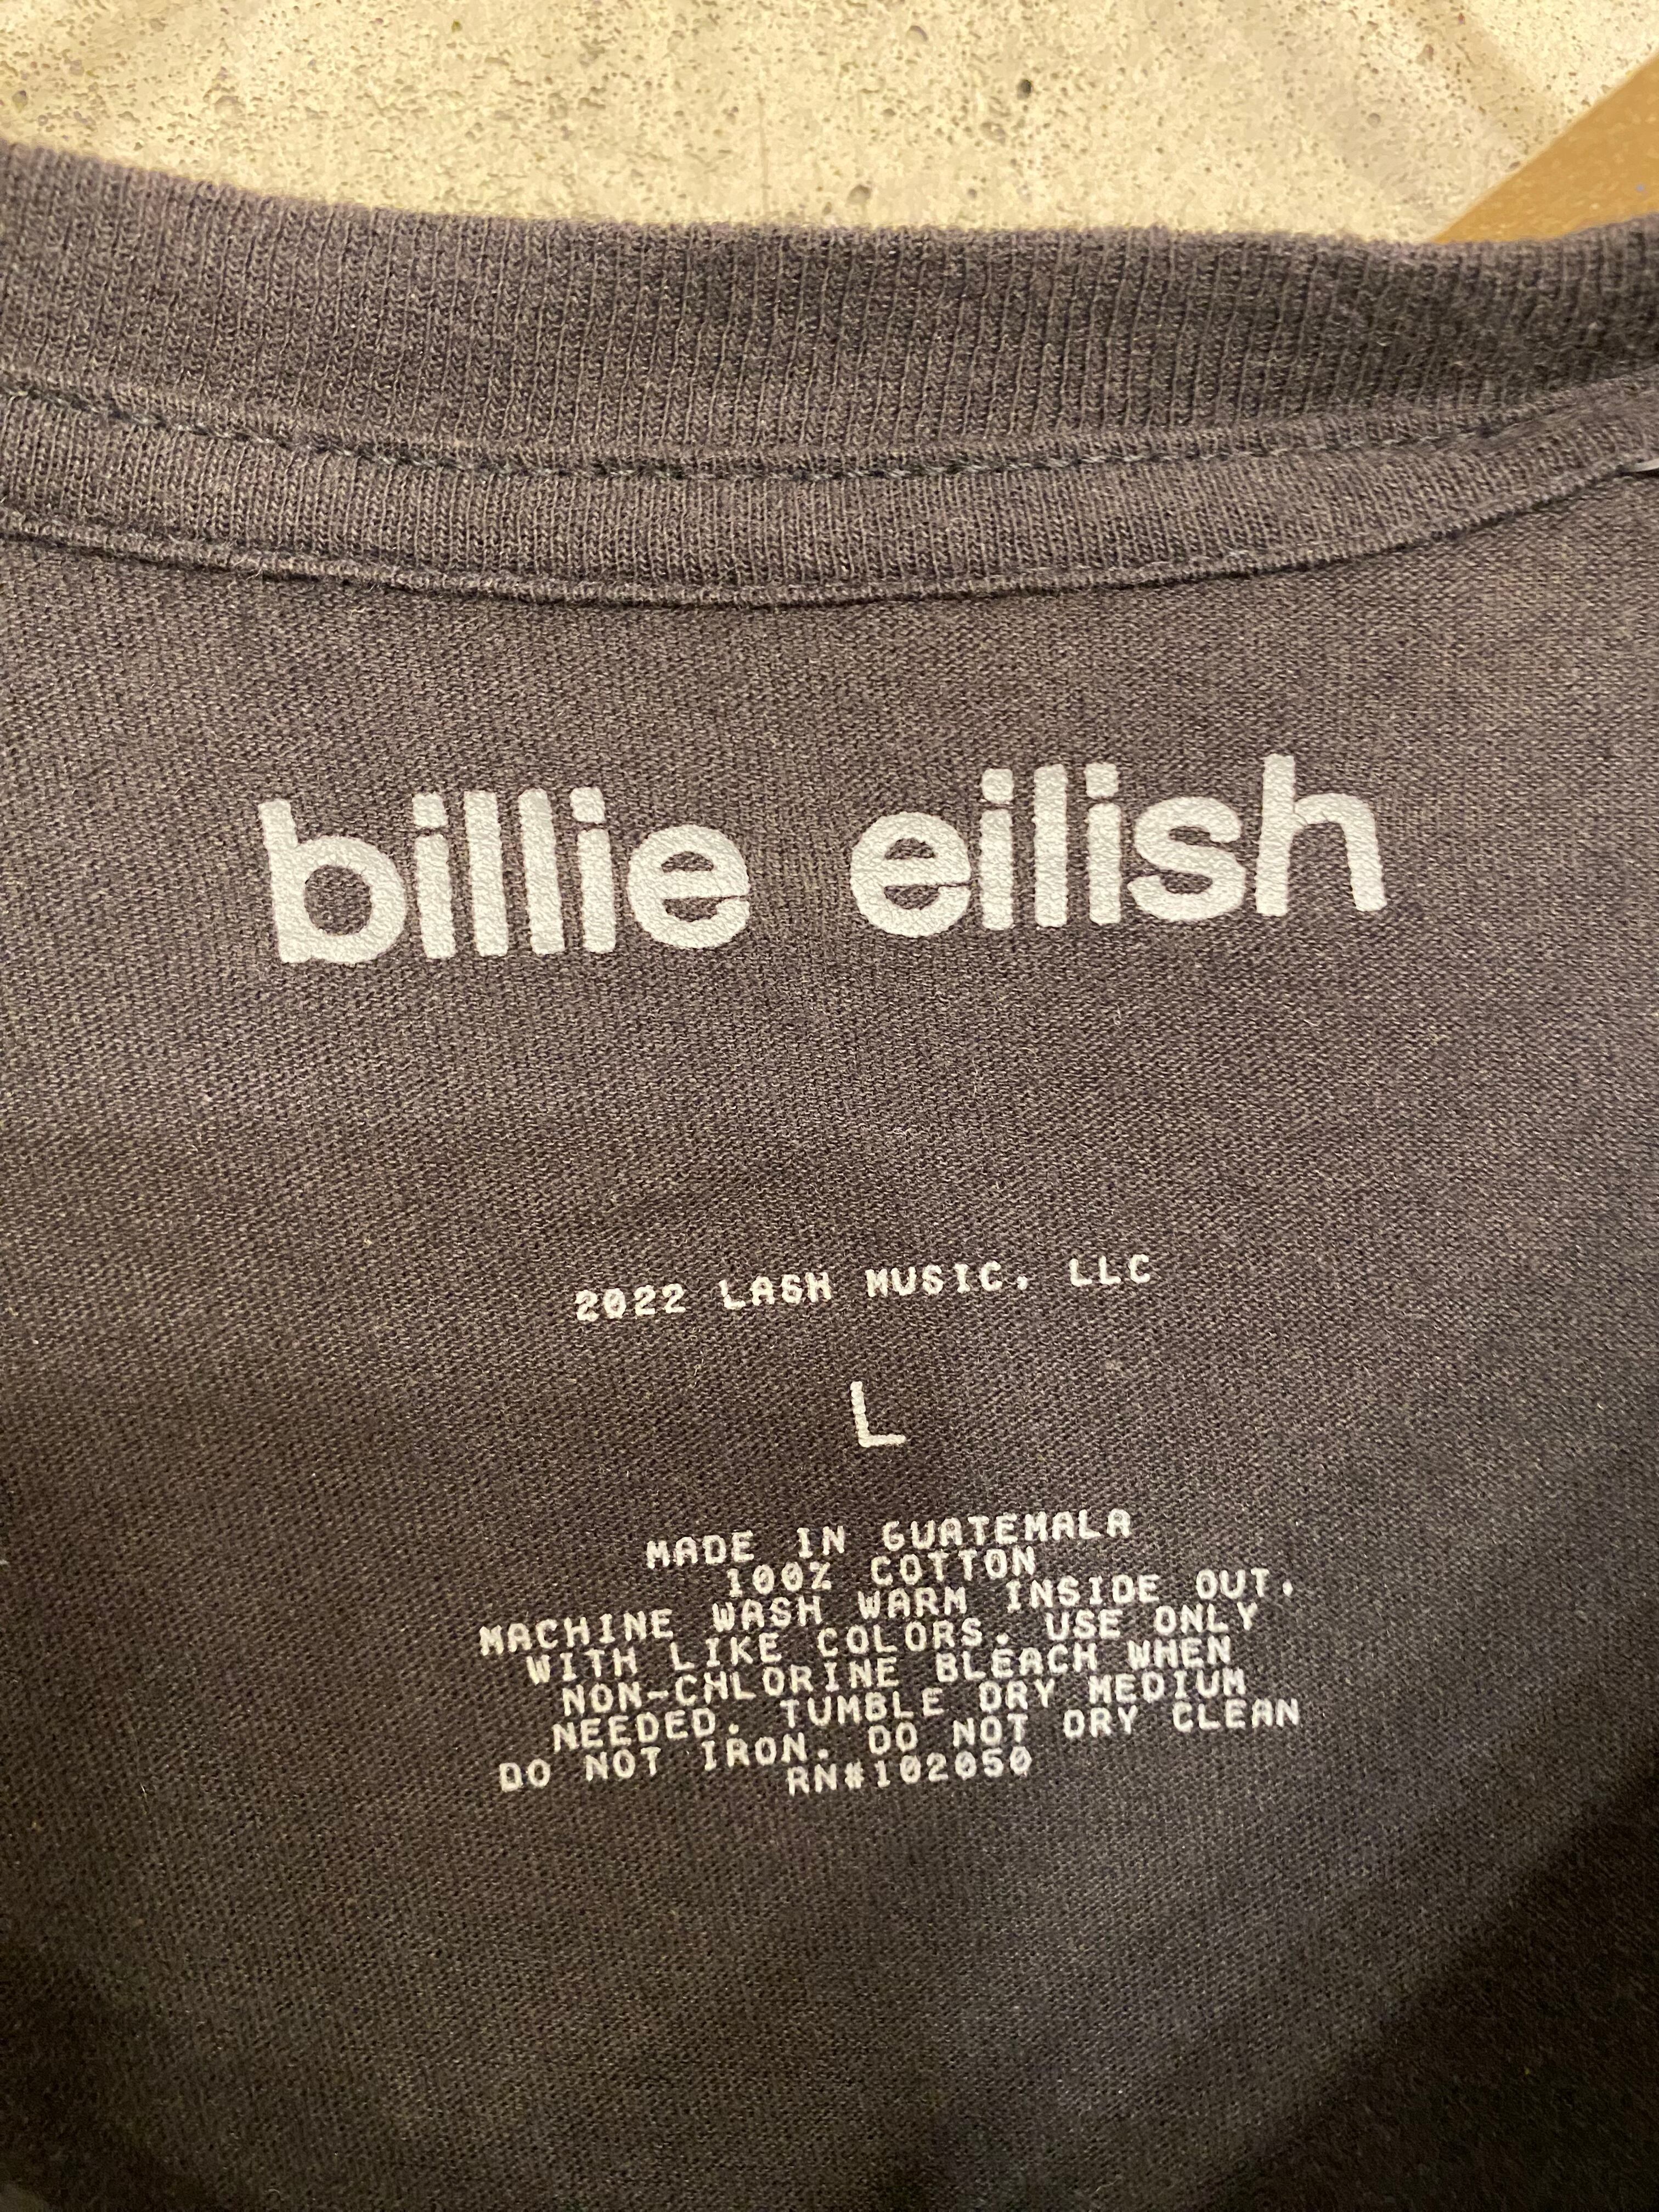 billie eilish
2022 LASH MUSIC, LLC
L
MADE IN GUATEMALA
100% COTTON
MACHINE WASH WARM INSIDE OUT,
WITH LIKE COLORS. USE ONLY
NON-CHLORINE BLEACH WHEN
NEEDED. TUMBLE DRY MEDIUM
DO NOT IRON. DO NOT DRY CLEAN
RN#102050